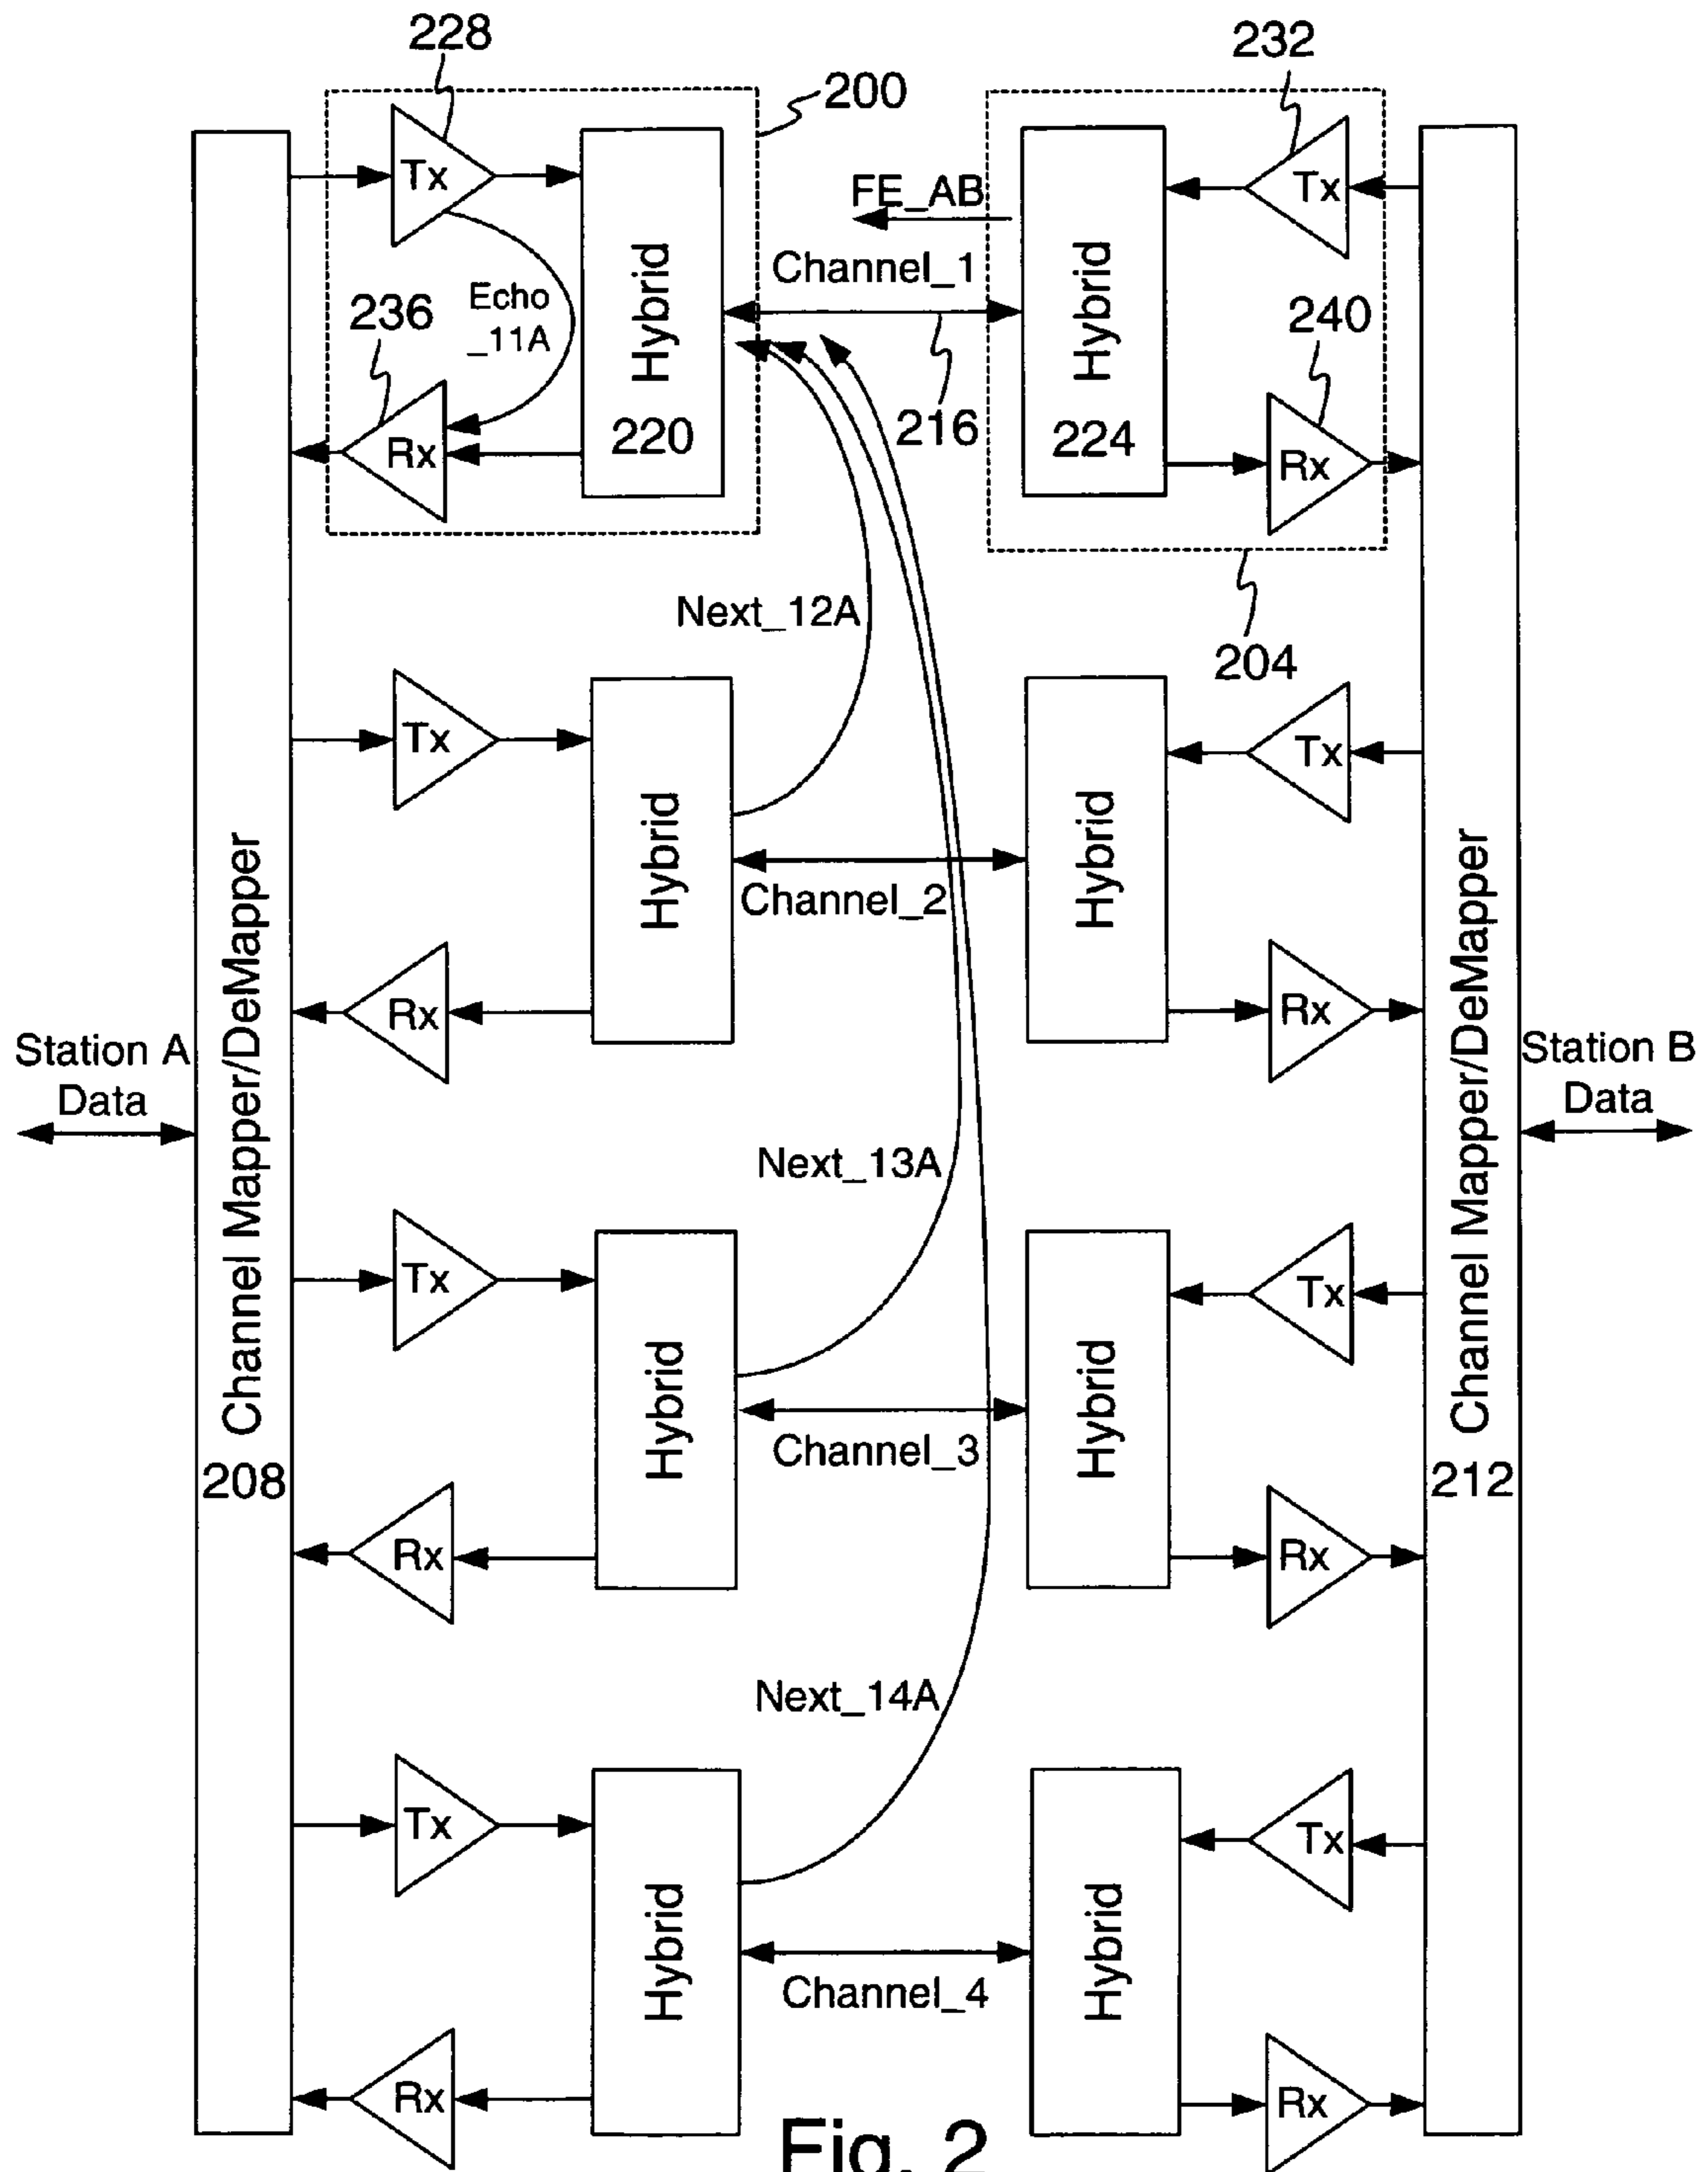 228
232
200
Tx
Tx
FE_AB
Hybrid
Hybrid
Channel_1
Echo
_11A
236
240
216
220
224
Rx
Rx
Next_12A
204
Tx
Tx
Hybrid
Hybrid
Channel_2
Rx
Rx
Channel Mapper/DeMapper
Channel Mapper/DeMapper
Station A
Data
Station B
Data
Next_13A
Tx
Tx
Hybrid
Hybrid
Channel_3
208
212
Rx
Rx
Next_14A
Tx
Tx
Hybrid
Hybrid
Channel_4
Rx
Rx
Fig. 2